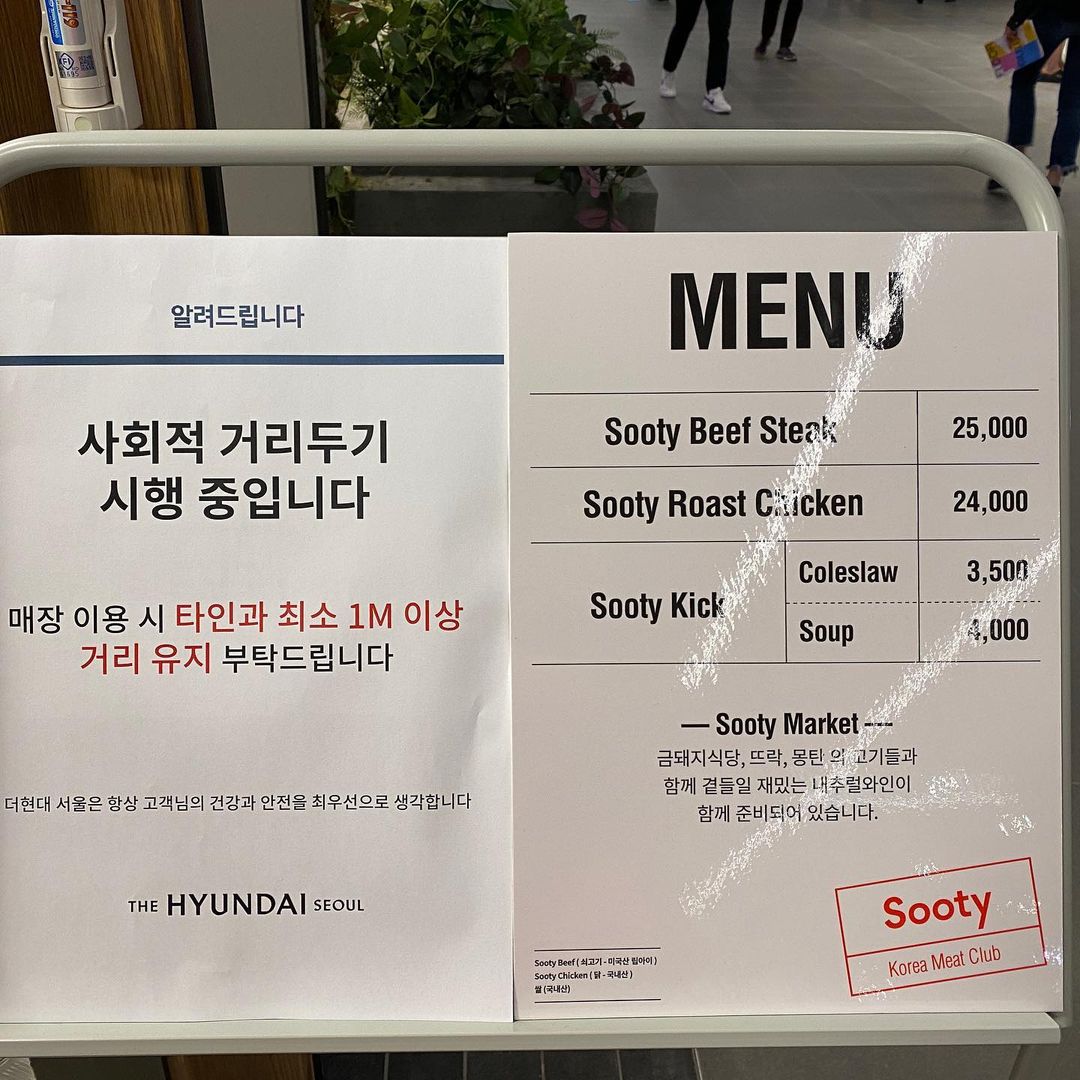 알려드립니다
사회적 거리두기
시행 중입니다
매장 이용 시 타인과 최소 1M 이상
거리 유지 부탁드립니다
더현대 서울은 항상 고객님의 건강과 안전을 최우선으로 생각합니다
THE HYUNDAI SEOUL
MENU
Sooty Beef Steak 25,000
Sooty Roast Chicken 24,000
Sooty Kick
Coleslaw 3,500
Soup 4,000
— Sooty Market —
금돼지식당, 뜨락, 몽탄 의 고기들과
함께 곁들일 재밌는 내추럴와인이
함께 준비되어 있습니다.
Sooty
Korea Meat Club
Sooty Beef ( 쇠고기 - 미국산 립아이 )
Sooty Chicken ( 닭 - 국내산 )
쌀 (국내산)